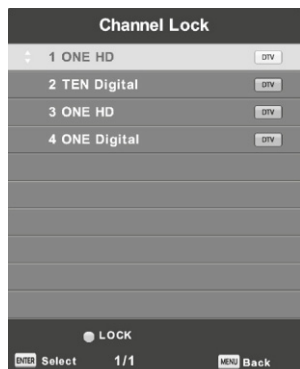 Channel Lock
1 ONE HD DTV
2 TEN Digital DTV
3 ONE HD DTV
4 ONE Digital DTV
LOCK
ENTER Select 1/1 MENU Back